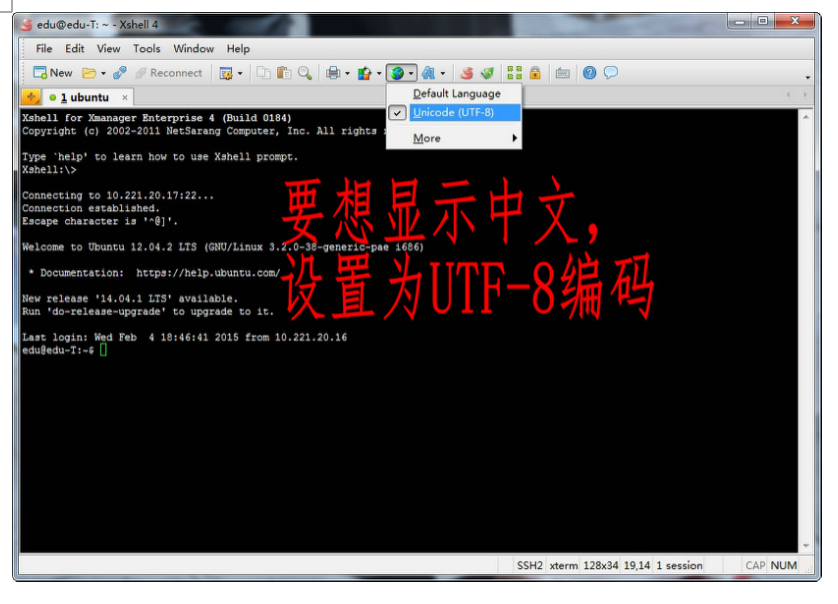 edu@edu-T: ~ - Xshell 4
File Edit View Tools Window Help
New Reconnect
1 ubuntu ×
Default Language
Unicode (UTF-8)
More
Xshell for Xmanager Enterprise 4 (Build 0184)
Copyright (c) 2002-2011 NetSarang Computer, Inc. All rights
Type `help' to learn how to use Xshell prompt.
Xshell:\>
Connecting to 10.221.20.17:22...
Connection established.
Escape character is '^@]'.
Welcome to Ubuntu 12.04.2 LTS (GNU/Linux 3.2.0-38-generic-pae i686)
* Documentation: https://help.ubuntu.com/
New release '14.04.1 LTS' available.
Run 'do-release-upgrade' to upgrade to it.
Last login: Wed Feb 4 18:46:41 2015 from 10.221.20.16
edu@edu-T:~$
要想显示中文，
设置为UTF-8编码
SSH2 xterm 128x34 19,14 1 session CAP NUM